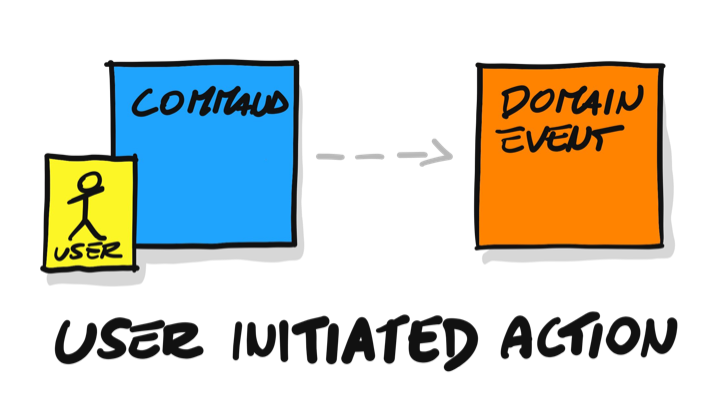 COMMAND
USER
DOMAIN
EVENT
USER INITIATED ACTION